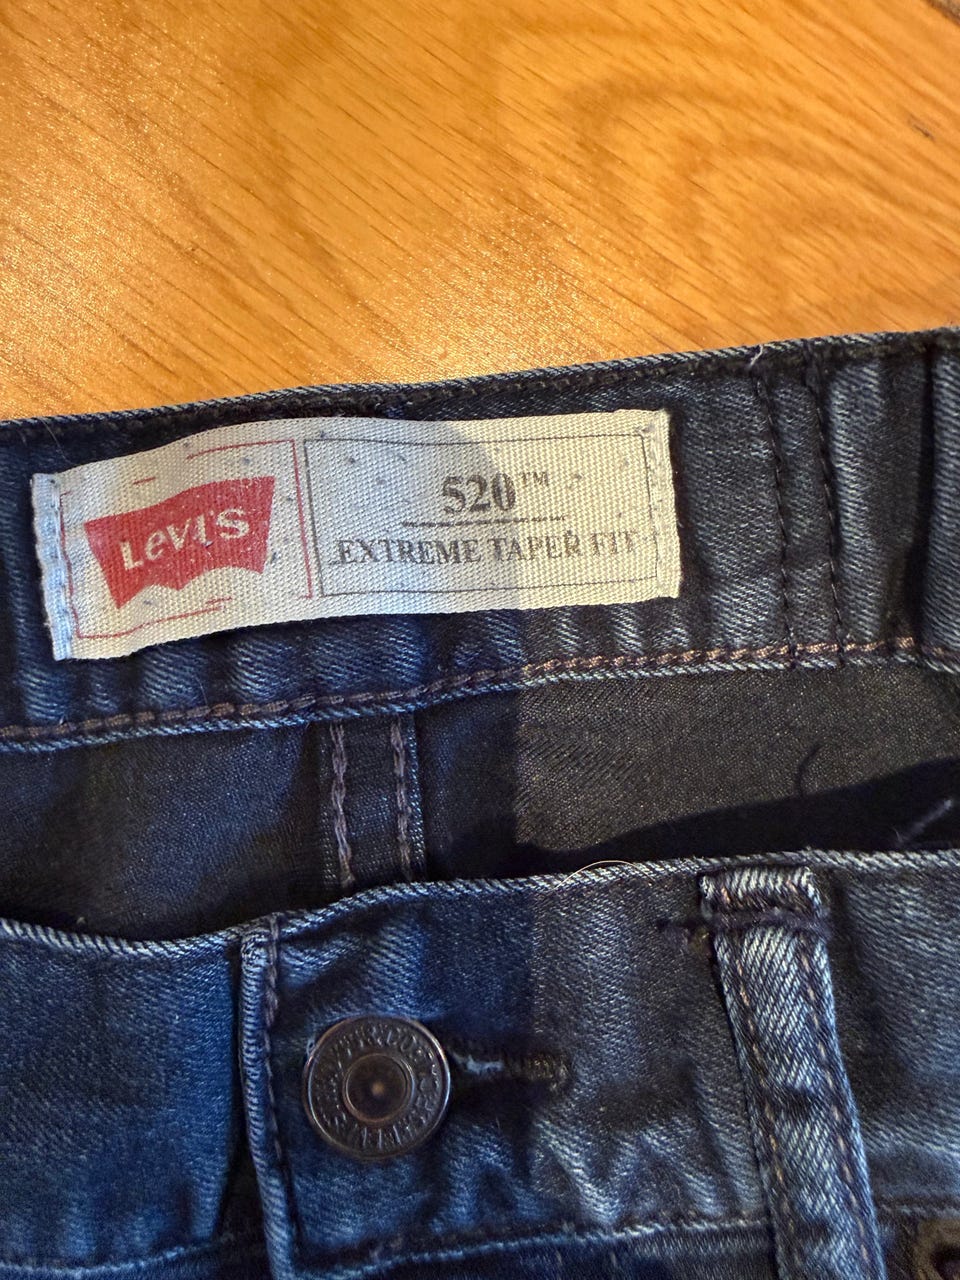 LEVI'S
520™
EXTREME TAPER FIT